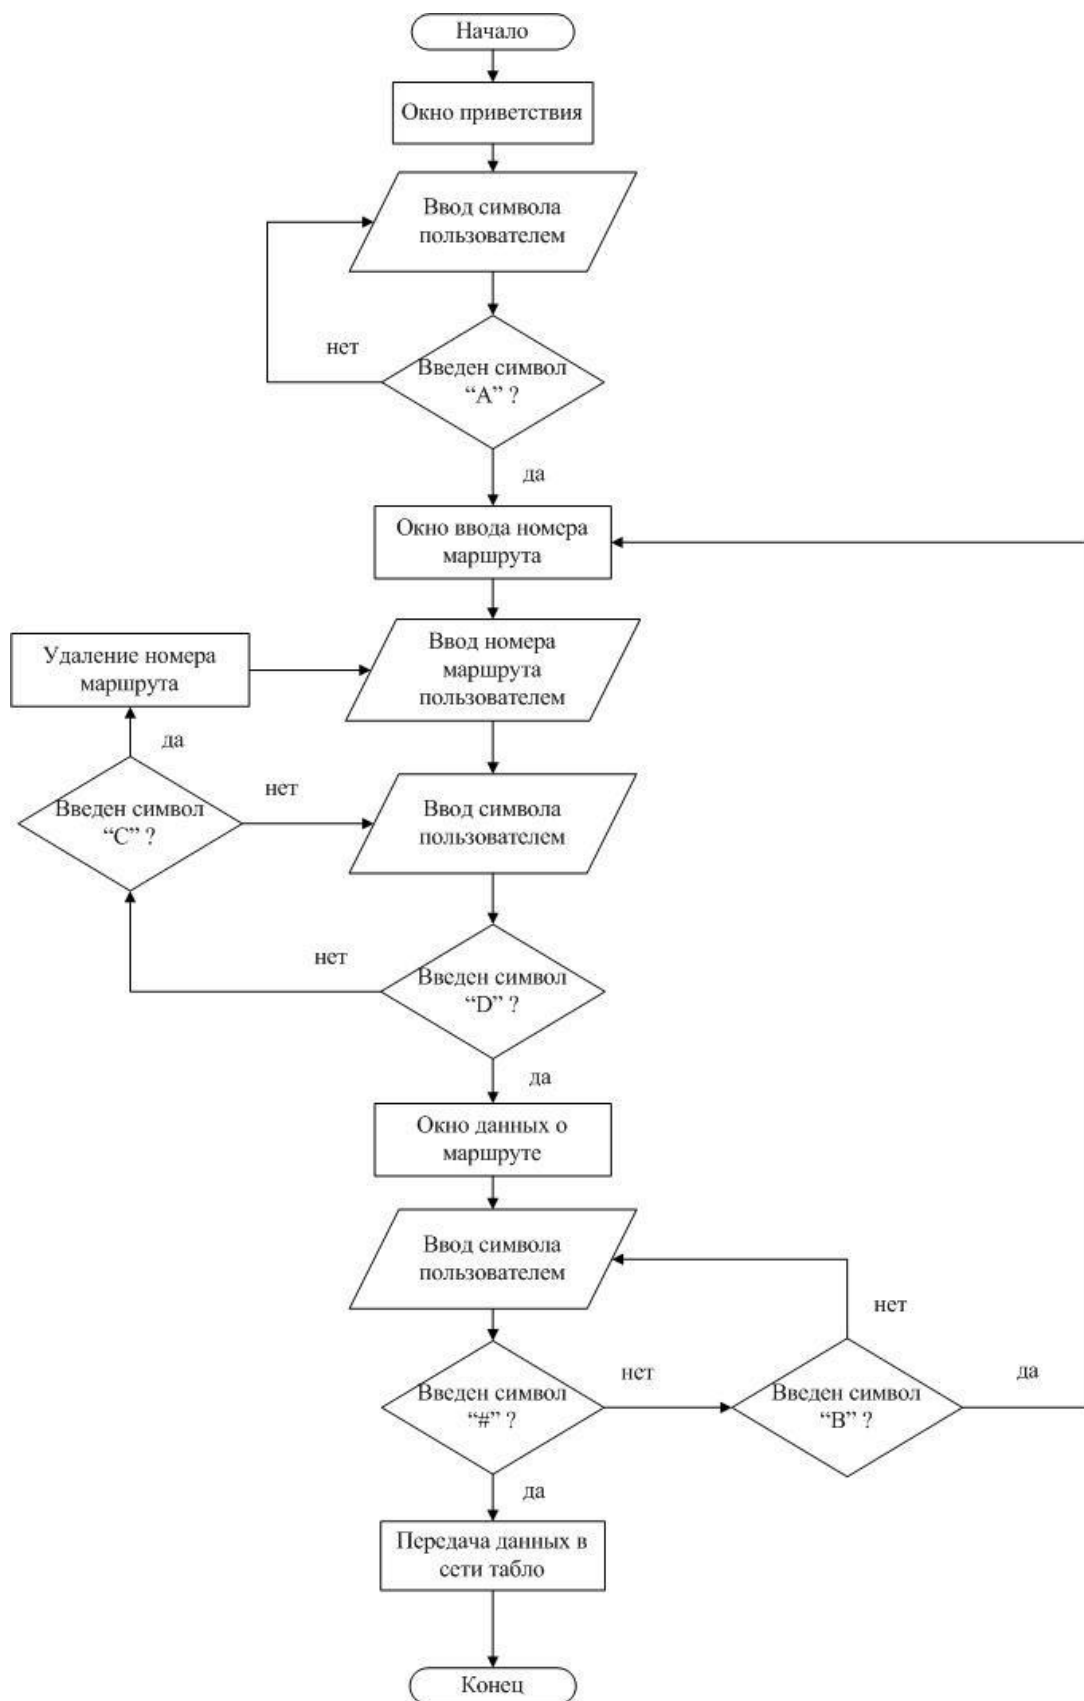 Начало
Окно приветствия
Ввод символа
пользователем
нет
Введен символ
“А” ?
да
Окно ввода номера
маршрута
Удаление номера
маршрута
Ввод номера
маршрута
пользователем
да
нет
Введен символ
“С” ?
Ввод символа
пользователем
нет
Введен символ
“D” ?
да
Окно данных о
маршруте
Ввод символа
пользователем
нет
Введен символ
“#” ?
нет
Введен символ
“В” ?
да
да
Передача данных в
сети табло
Конец